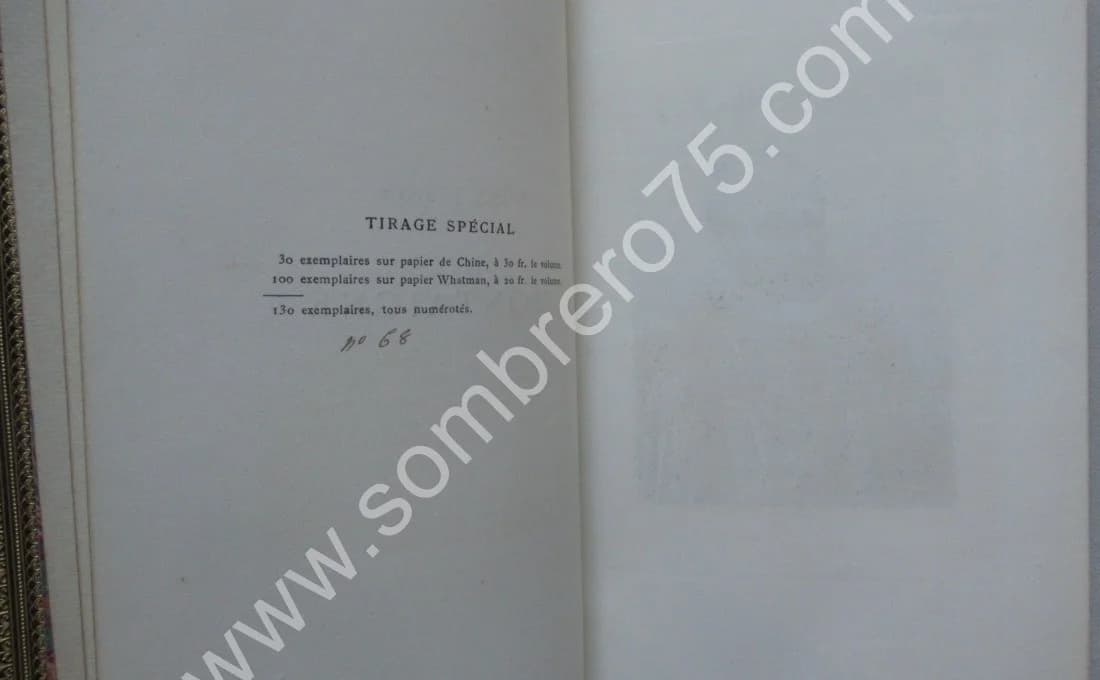 TIRAGE SPÉCIAL
30 exemplaires sur papier de Chine, à 30 fr. le volume.
100 exemplaires sur papier Whatman, à 20 fr. le volume.
130 exemplaires, tous numérotés.
no 68
www.sombrero75.com